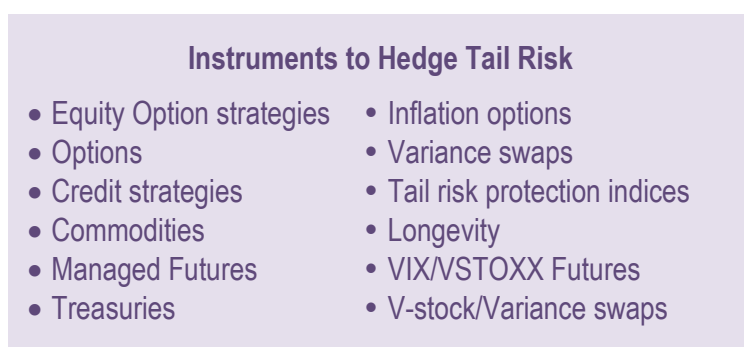 Instruments to Hedge Tail Risk
• Equity Option strategies
• Options
• Credit strategies
• Commodities
• Managed Futures
• Treasuries
• Inflation options
• Variance swaps
• Tail risk protection indices
• Longevity
• VIX/VSTOXX Futures
• V-stock/Variance swaps